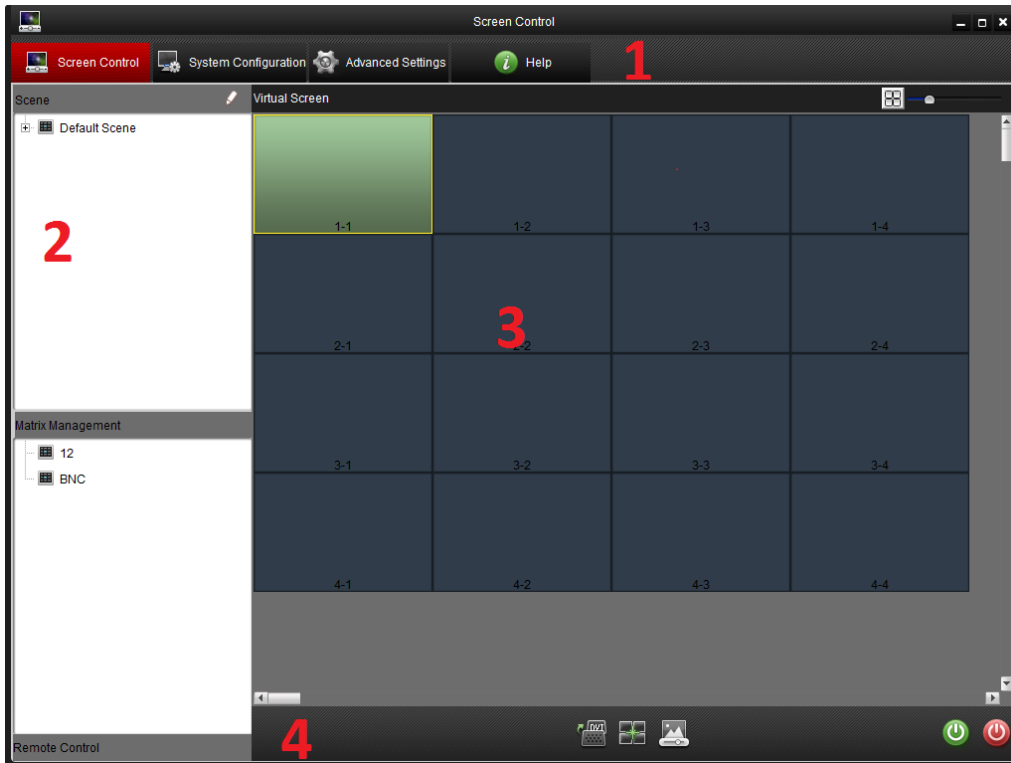 Screen Control
Screen Control System Configuration Advanced Settings i Help 1
Scene Virtual Screen
Default Scene
2
1-1 1-2 1-3 1-4
3
2-1 2-2 2-3 2-4
Matrix Management
12
BNC
3-1 3-2 3-3 3-4
4-1 4-2 4-3 4-4
DVI
4
Remote Control